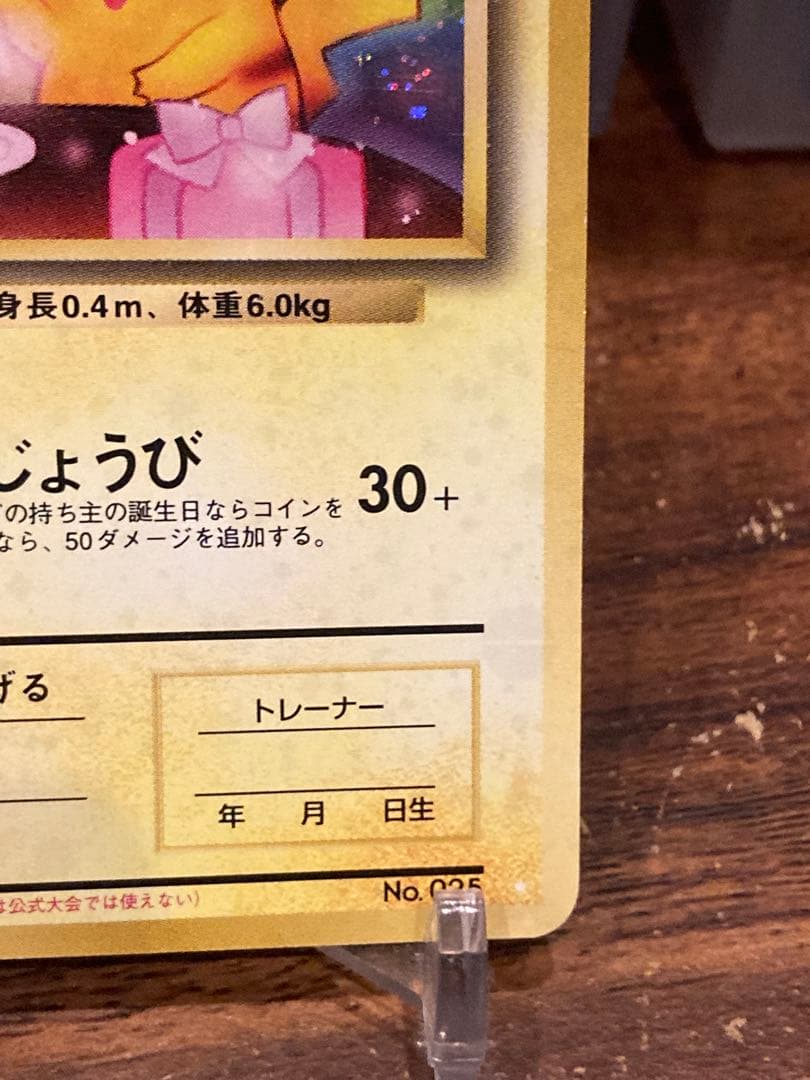 身長0.4m、体重6.0kg
じょうび
30+
の持ち主の誕生日ならコインを
なら、50ダメージを追加する。
げる
トレーナー
年 月 日生
は公式大会では使えない）
No. 025